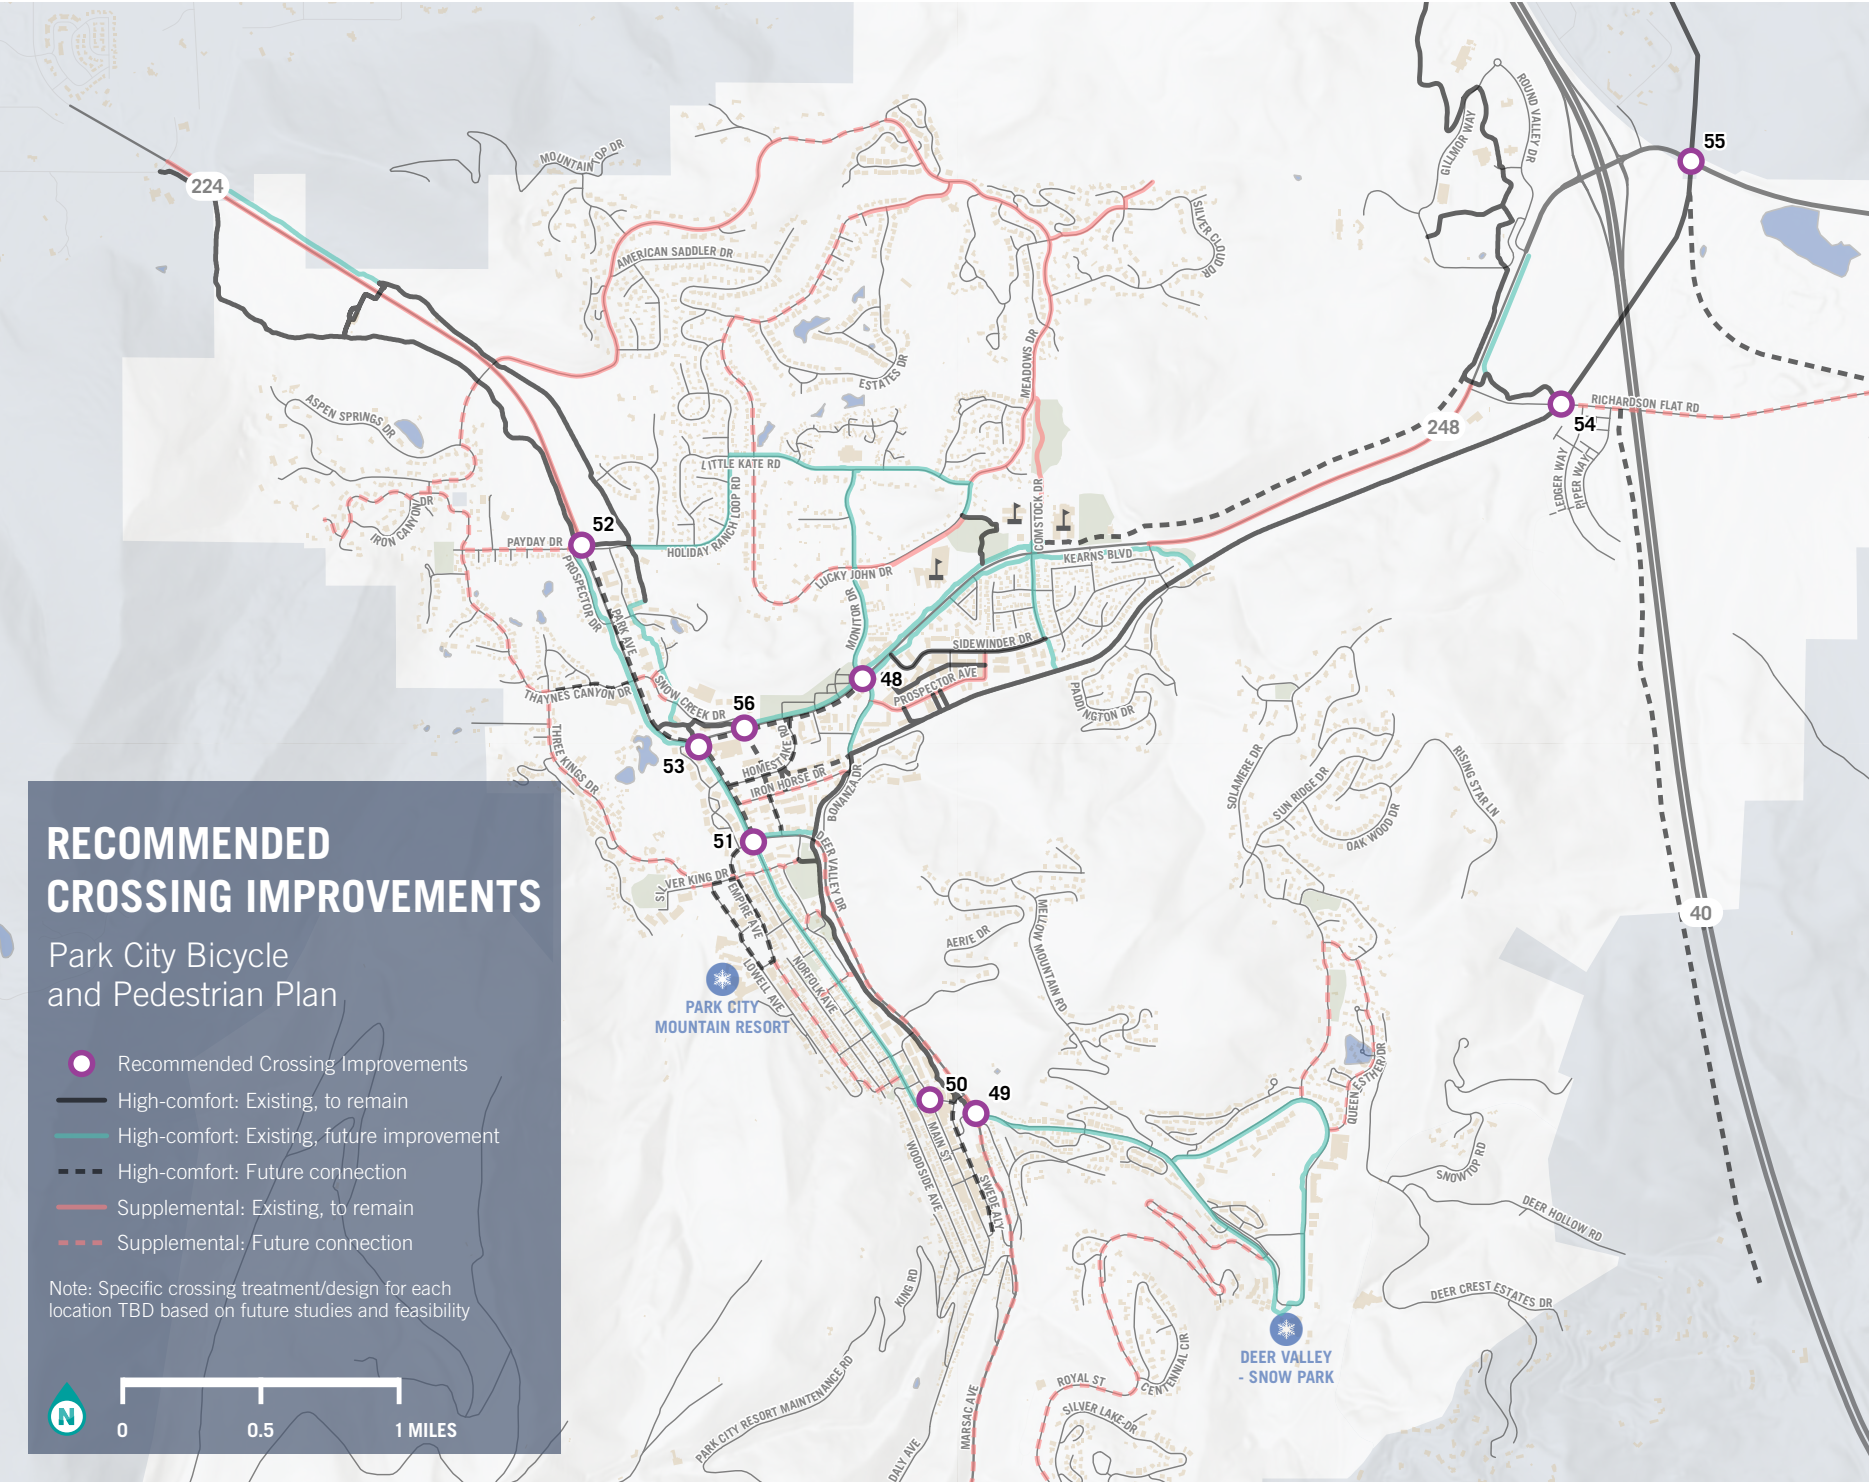 224
MOUNTAIN TOP DR
AMERICAN SADDLER DR
SILVER CLOUD DR
GILLMOR WAY
ROUND VALLEY DR
55
ESTATES DR
MEADOWS DR
ASPEN SPRINGS DR
LITTLE KATE RD
248
RICHARDSON FLAT RD
54
LEDGER WAY
PIPER WAY
IRON CANYON DR
52
PAYDAY DR
HOLIDAY RANCH LOOP RD
COMSTOCK DR
KEARNS BLVD
LUCKY JOHN DR
PROSPECTOR DR
PARK AVE
MONITOR DR
SIDEWINDER DR
48
PROSPECTOR AVE
PADDINGTON DR
THAYNES CANYON DR
SNOW CREEK DR
56
53
HOMESTAKE RD
IRON HORSE DR
BONANZA DR
THREE KINGS DR
51
DEER VALLEY DR
SILVER KING DR
EMPIRE AVE
LOWELL AVE
NORFOLK AVE
SOLAMERE DR
SUN RIDGE DR
OAK WOOD DR
RISING STAR LN
AERIE DR
MELLOW MOUNTAIN RD
40
PARK CITY
MOUNTAIN RESORT
50
49
MAIN ST
WOODSIDE AVE
SWEDE ALY
QUEEN ESTHER DR
SNOWTOP RD
DEER HOLLOW RD
DEER CREST ESTATES DR
KING RD
DEER VALLEY
- SNOW PARK
CENTENNIAL CIR
ROYAL ST
SILVER LAKE DR
PARK CITY RESORT MAINTENANCE RD
DALY AVE
MARSAC AVE
RECOMMENDED
CROSSING IMPROVEMENTS
Park City Bicycle
and Pedestrian Plan
Recommended Crossing Improvements
High-comfort: Existing, to remain
High-comfort: Existing, future improvement
High-comfort: Future connection
Supplemental: Existing, to remain
Supplemental: Future connection
Note: Specific crossing treatment/design for each
location TBD based on future studies and feasibility
N
0 0.5 1 MILES